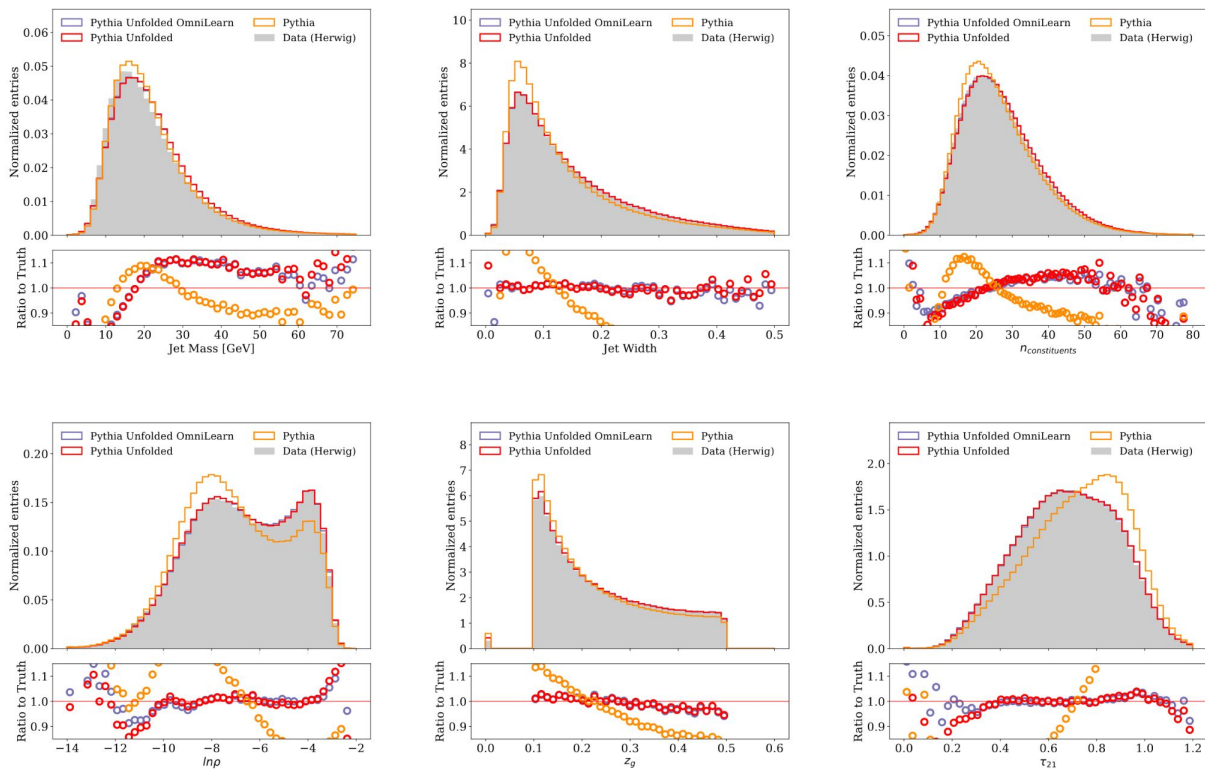 Pythia Unfolded OmniLearn
Pythia Unfolded
Pythia
Data (Herwig)
Normalized entries
0.06
0.05
0.04
0.03
0.02
0.01
0.00
Ratio to Truth
1.1
1.0
0.9
0 10 20 30 40 50 60 70
Jet Mass [GeV]
Pythia Unfolded OmniLearn
Pythia Unfolded
Pythia
Data (Herwig)
Normalized entries
10
8
6
4
2
0
Ratio to Truth
1.1
1.0
0.9
0.0 0.1 0.2 0.3 0.4 0.5
Jet Width
Pythia Unfolded OmniLearn
Pythia Unfolded
Pythia
Data (Herwig)
Normalized entries
0.05
0.04
0.03
0.02
0.01
0.00
Ratio to Truth
1.1
1.0
0.9
0 10 20 30 40 50 60 70 80
n_constituents
Pythia Unfolded OmniLearn
Pythia Unfolded
Pythia
Data (Herwig)
Normalized entries
0.20
0.15
0.10
0.05
0.00
Ratio to Truth
1.1
1.0
0.9
−14 −12 −10 −8 −6 −4 −2
lnρ
Pythia Unfolded OmniLearn
Pythia Unfolded
Pythia
Data (Herwig)
Normalized entries
8
7
6
5
4
3
2
1
0
Ratio to Truth
1.1
1.0
0.9
0.0 0.1 0.2 0.3 0.4 0.5 0.6
z_g
Pythia Unfolded OmniLearn
Pythia Unfolded
Pythia
Data (Herwig)
Normalized entries
2.0
1.5
1.0
0.5
0.0
Ratio to Truth
1.1
1.0
0.9
0.0 0.2 0.4 0.6 0.8 1.0 1.2
τ₂₁